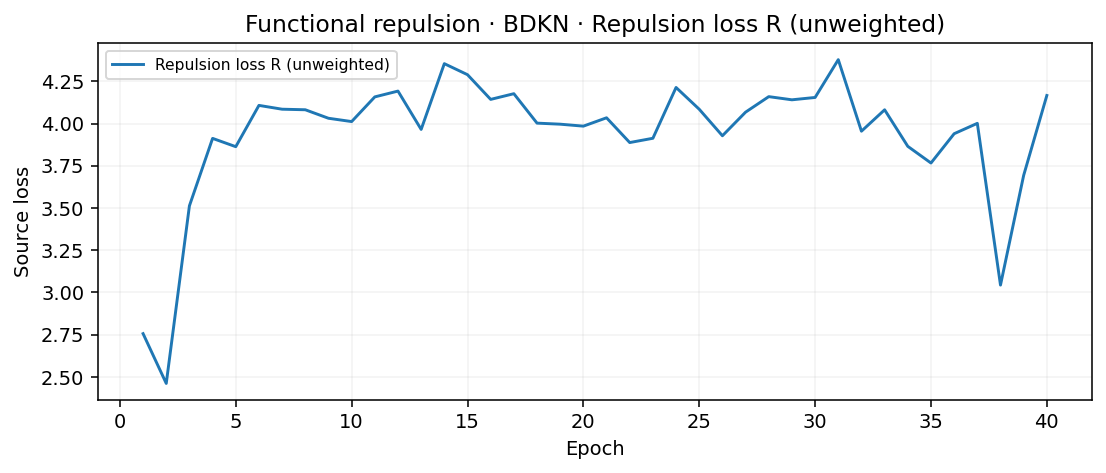 Functional repulsion · BDKN · Repulsion loss R (unweighted)
Repulsion loss R (unweighted)
4.25
4.00
3.75
3.50
3.25
3.00
2.75
2.50
Source loss
0 5 10 15 20 25 30 35 40
Epoch